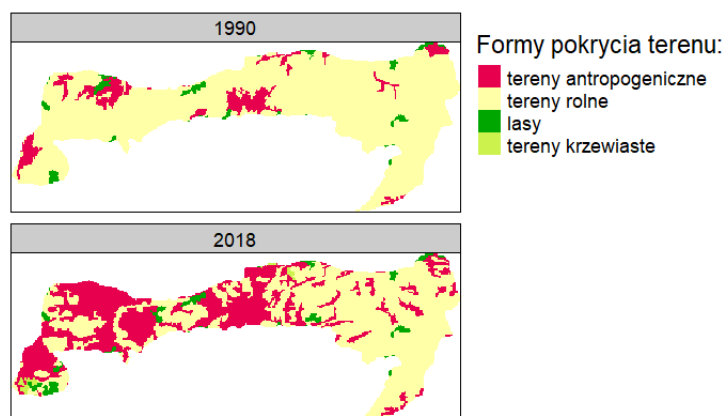 1990
Formy pokrycia terenu:
tereny antropogeniczne
tereny rolne
lasy
tereny krzewiaste
2018